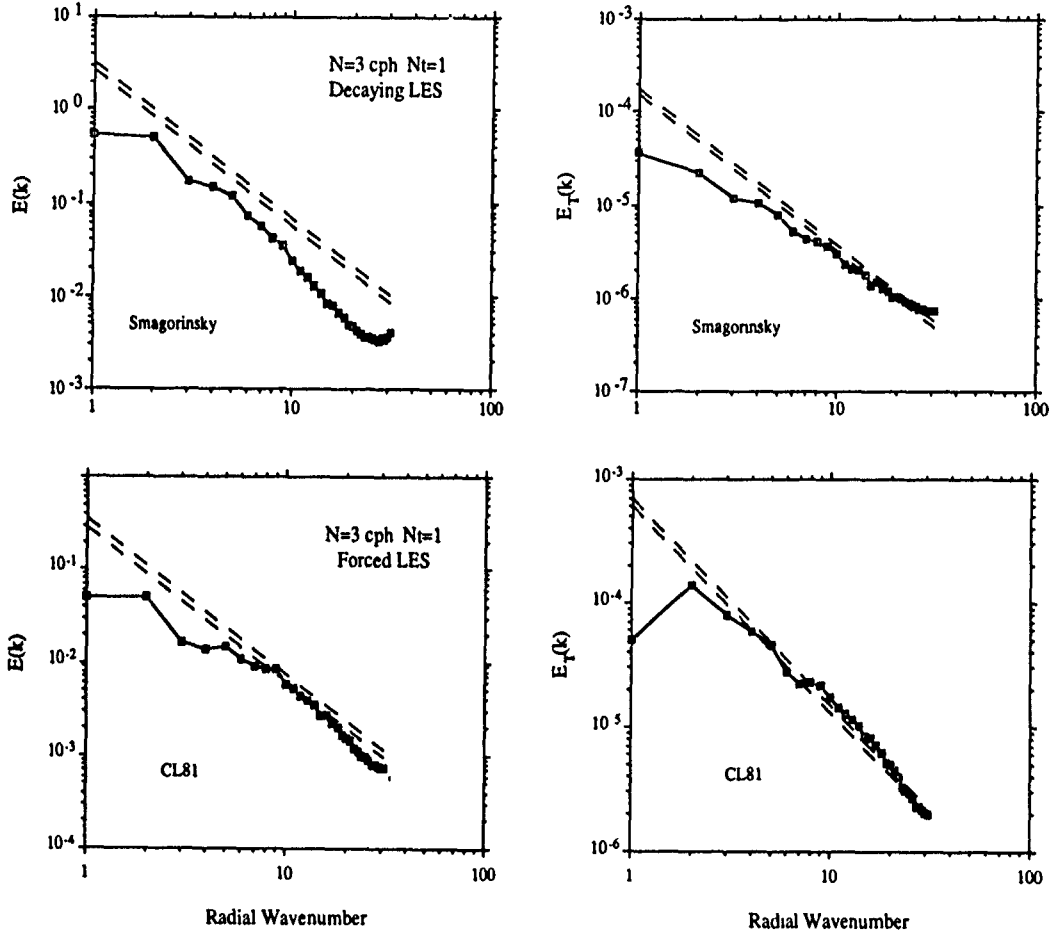 10^1
10^0
10^-1
10^-2
10^-3
E(k)
N=3 cph Nt=1
Decaying LES
Smagorinsky
1
10
100
10^-3
10^-4
10^-5
10^-6
10^-7
E_T(k)
Smagorinsky
1
10
100
10^-1
10^-2
10^-3
10^-4
E(k)
N=3 cph Nt=1
Forced LES
CL81
1
10
100
Radial Wavenumber
10^-3
10^-4
10^-5
10^-6
E_T(k)
CL81
1
10
100
Radial Wavenumber